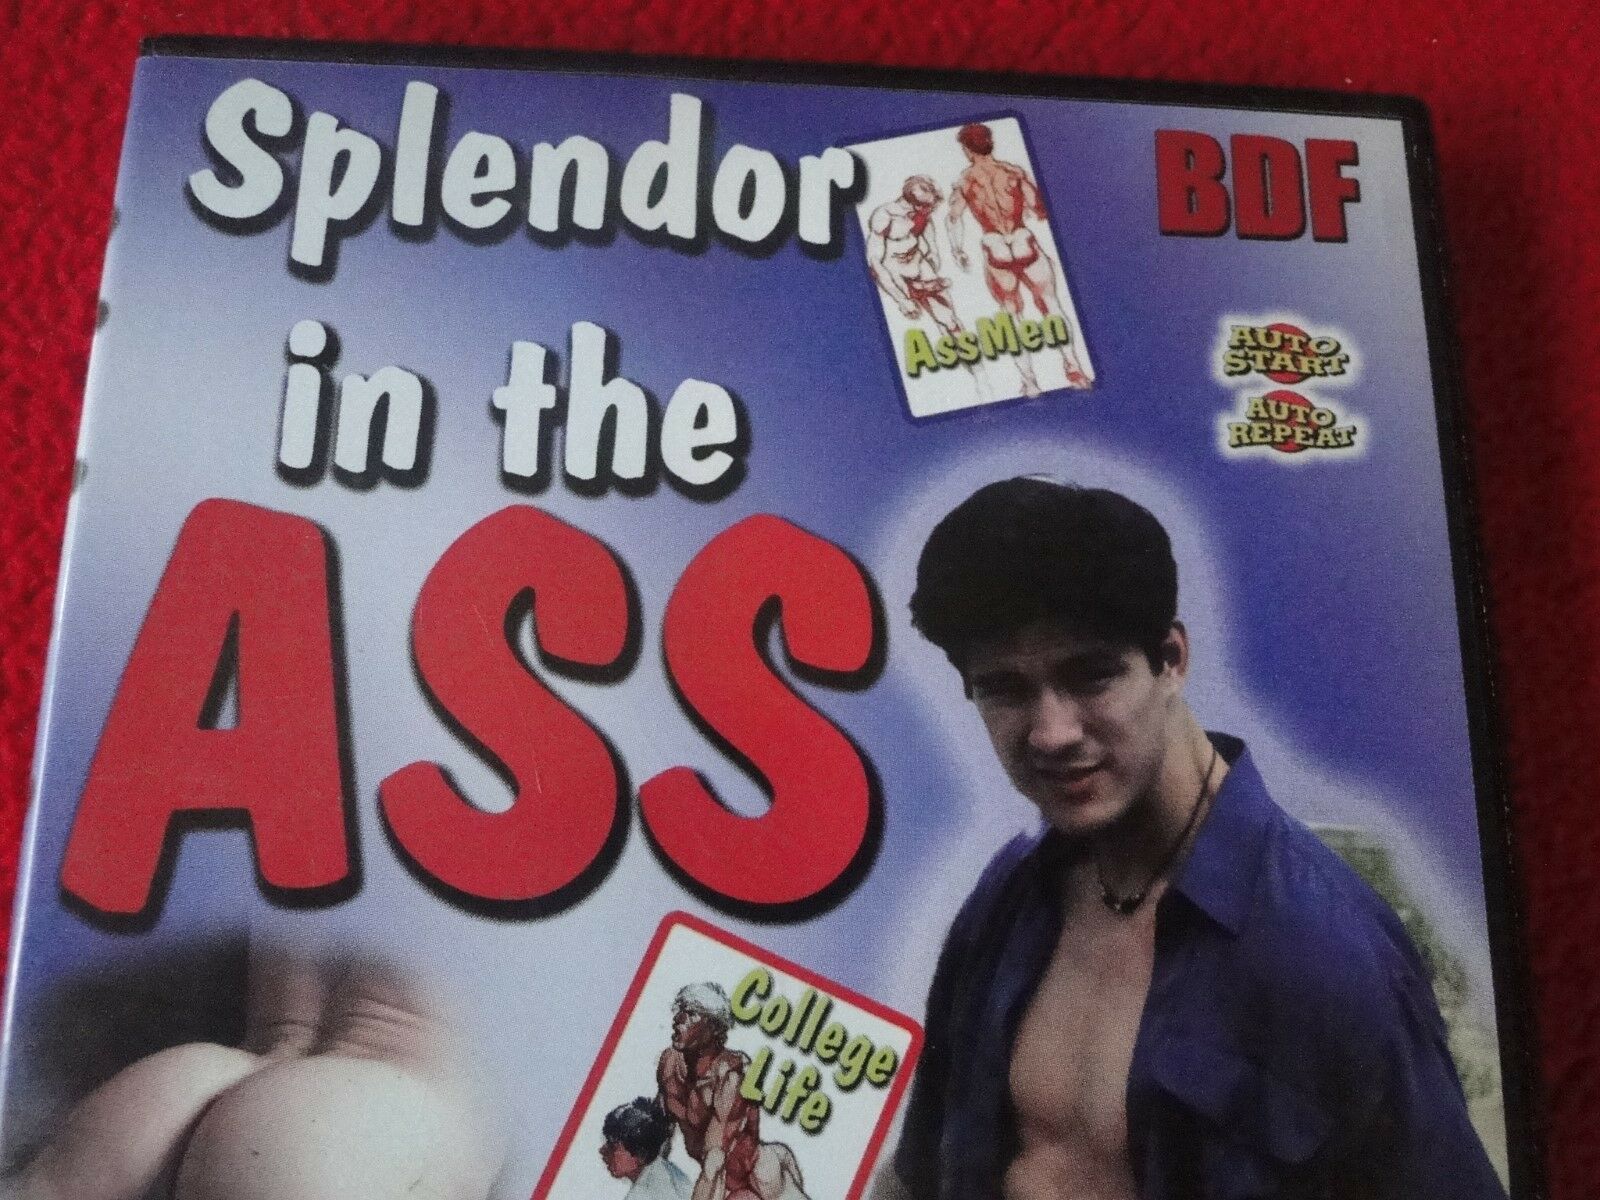 Splendor
in the
ASS
AssMen
BDF
AUTO
START
AUTO
REPEAT
College
Life